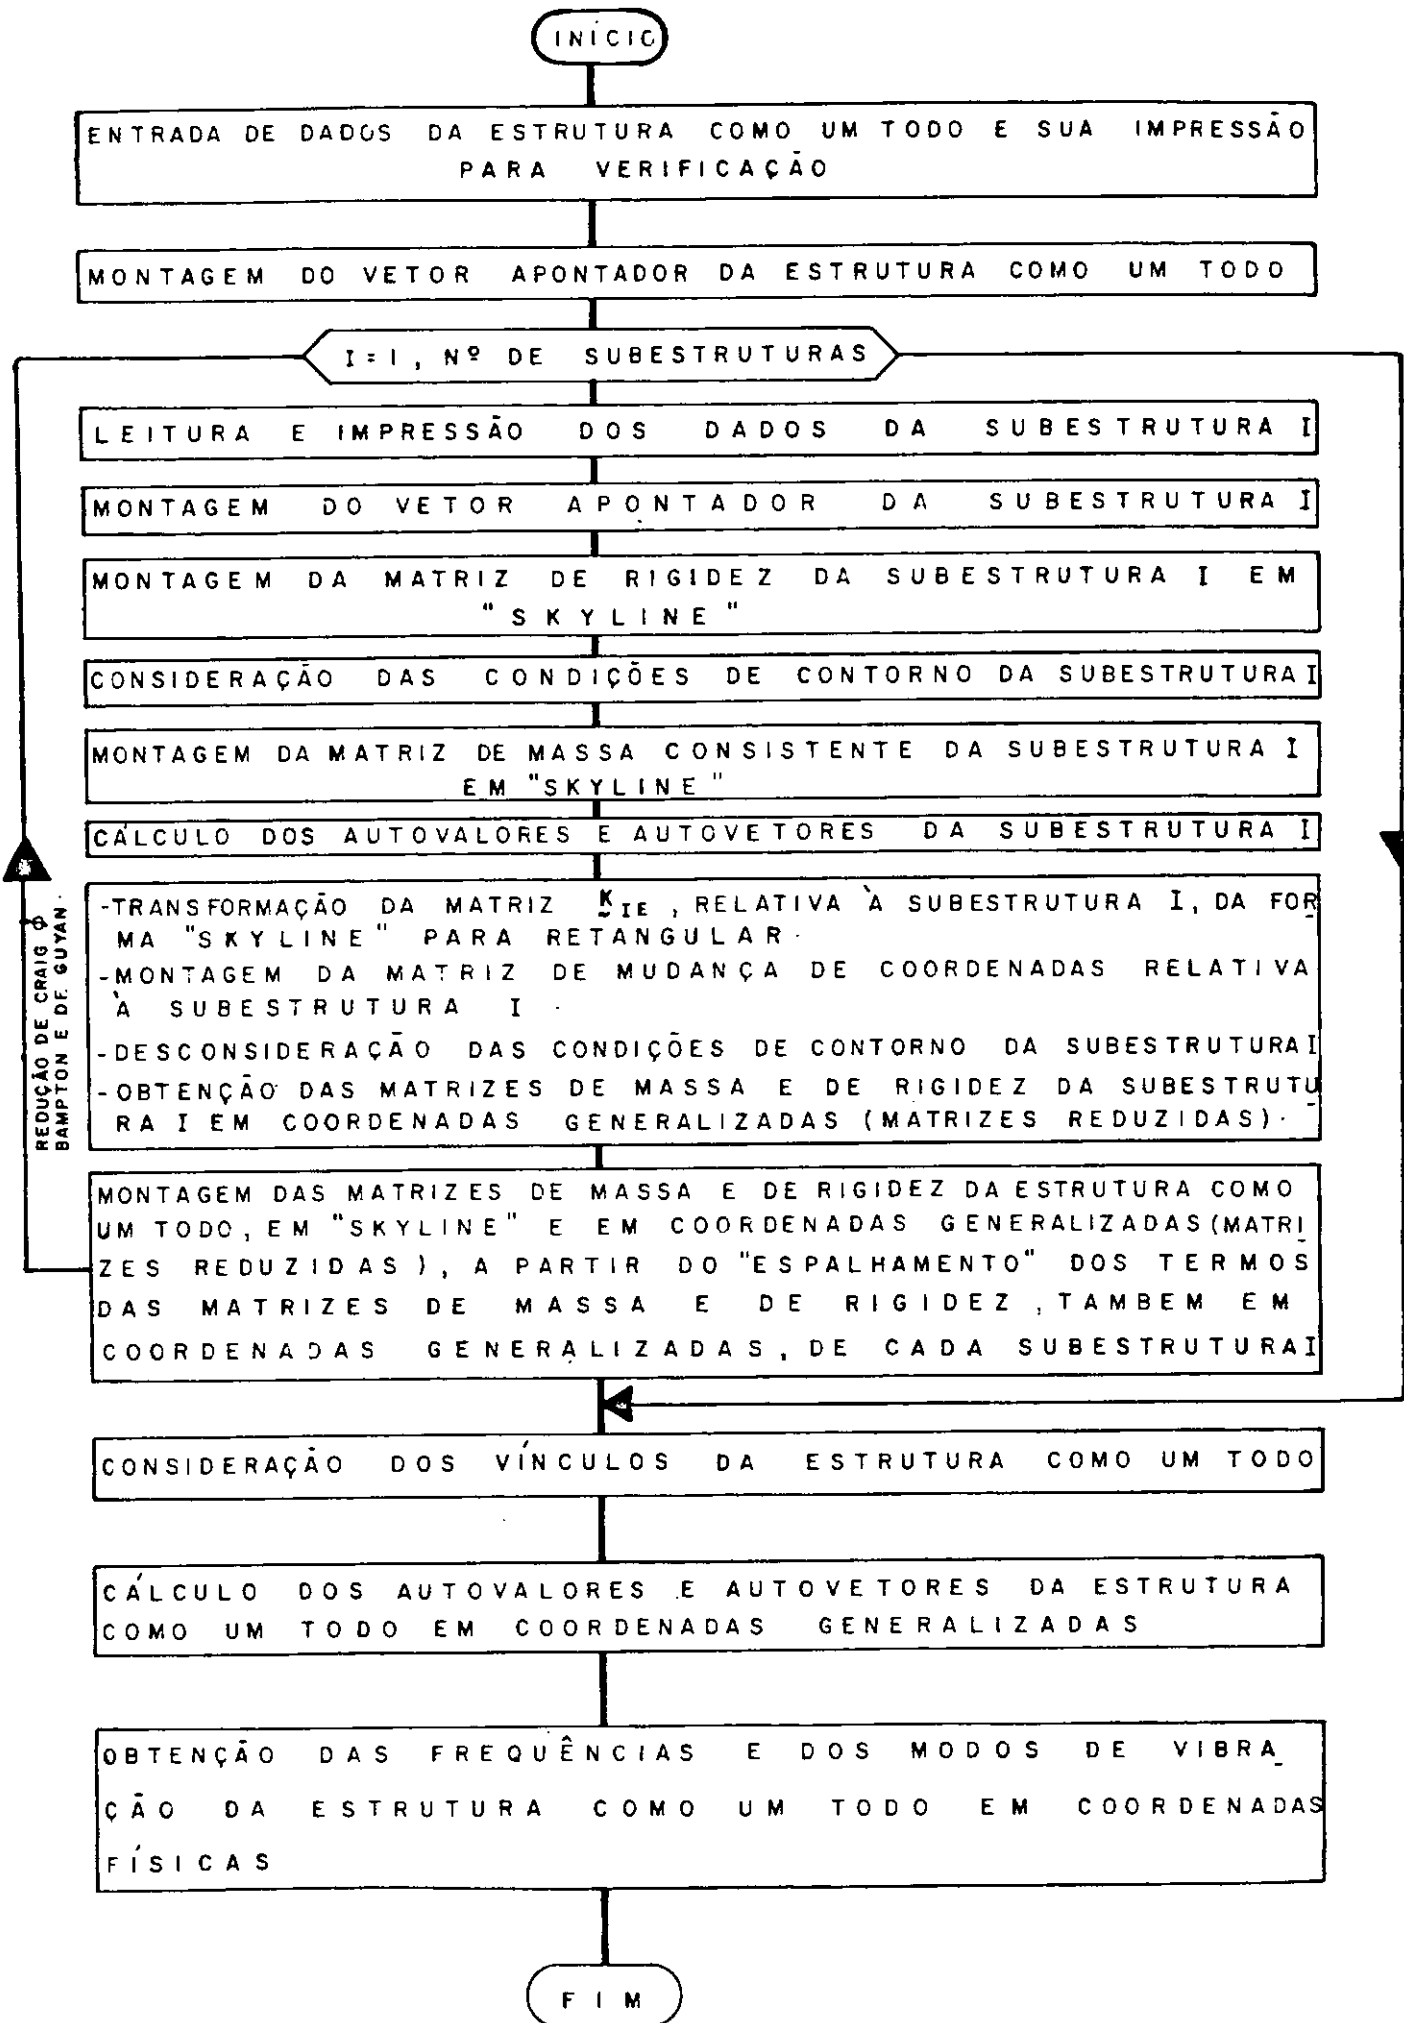 INÍCIO
ENTRADA DE DADOS DA ESTRUTURA COMO UM TODO E SUA IMPRESSÃO
PARA VERIFICAÇÃO
MONTAGEM DO VETOR APONTADOR DA ESTRUTURA COMO UM TODO
I=1, Nº DE SUBESTRUTURAS
LEITURA E IMPRESSÃO DOS DADOS DA SUBESTRUTURA I
MONTAGEM DO VETOR APONTADOR DA SUBESTRUTURA I
MONTAGEM DA MATRIZ DE RIGIDEZ DA SUBESTRUTURA I EM
"SKYLINE"
CONSIDERAÇÃO DAS CONDIÇÕES DE CONTORNO DA SUBESTRUTURA I
MONTAGEM DA MATRIZ DE MASSA CONSISTENTE DA SUBESTRUTURA I
EM "SKYLINE"
CÁLCULO DOS AUTOVALORES E AUTOVETORES DA SUBESTRUTURA I
REDUÇÃO DE CRAIG ϕ
BAMPTON E DE GUYAN.
-TRANSFORMAÇÃO DA MATRIZ K IE, RELATIVA À SUBESTRUTURA I, DA FOR
MA "SKYLINE" PARA RETANGULAR.
-MONTAGEM DA MATRIZ DE MUDANÇA DE COORDENADAS RELATIVA
À SUBESTRUTURA I.
-DESCONSIDERAÇÃO DAS CONDIÇÕES DE CONTORNO DA SUBESTRUTURA I
-OBTENÇÃO DAS MATRIZES DE MASSA E DE RIGIDEZ DA SUBESTRUTU
RA I EM COORDENADAS GENERALIZADAS (MATRIZES REDUZIDAS).
MONTAGEM DAS MATRIZES DE MASSA E DE RIGIDEZ DA ESTRUTURA COMO
UM TODO, EM "SKYLINE" E EM COORDENADAS GENERALIZADAS (MATRI
ZES REDUZIDAS), A PARTIR DO "ESPALHAMENTO" DOS TERMOS
DAS MATRIZES DE MASSA E DE RIGIDEZ, TAMBEM EM
COORDENADAS GENERALIZADAS, DE CADA SUBESTRUTURA I
CONSIDERAÇÃO DOS VÍNCULOS DA ESTRUTURA COMO UM TODO
CÁLCULO DOS AUTOVALORES E AUTOVETORES DA ESTRUTURA
COMO UM TODO EM COORDENADAS GENERALIZADAS
OBTENÇÃO DAS FREQUÊNCIAS E DOS MODOS DE VIBRA_
ÇÃO DA ESTRUTURA COMO UM TODO EM COORDENADAS
FÍSICAS
FIM